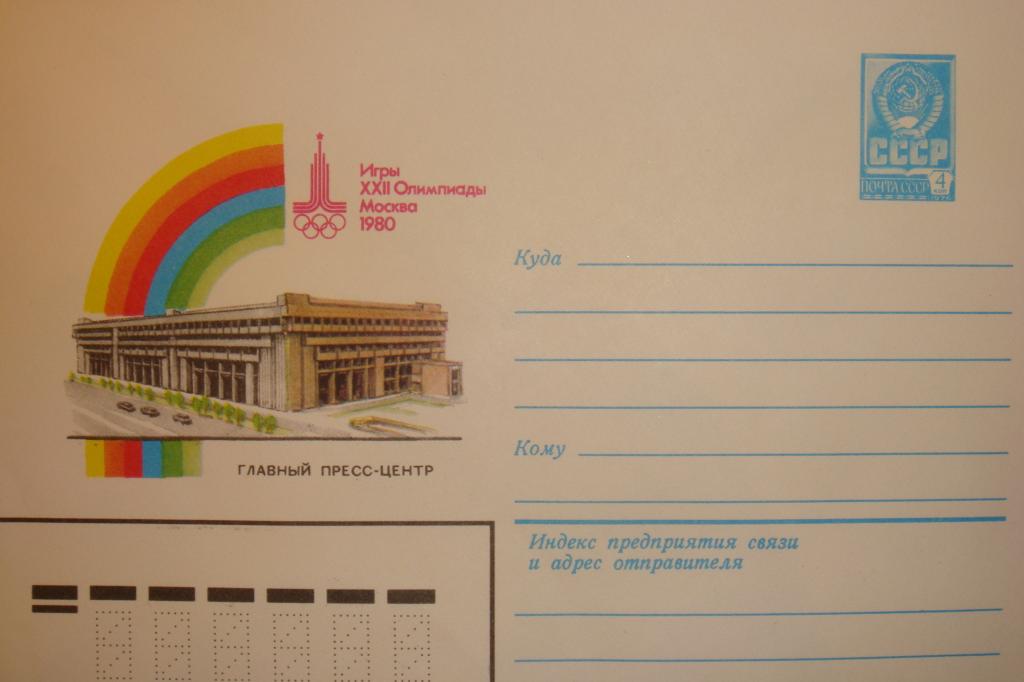 Игры
XXII Олимпиады
Москва
1980
ГЛАВНЫЙ ПРЕСС-ЦЕНТР
СССР
ПОЧТА СССР 4
КОП
Куда
Кому
Индекс предприятия связи
и адрес отправителя